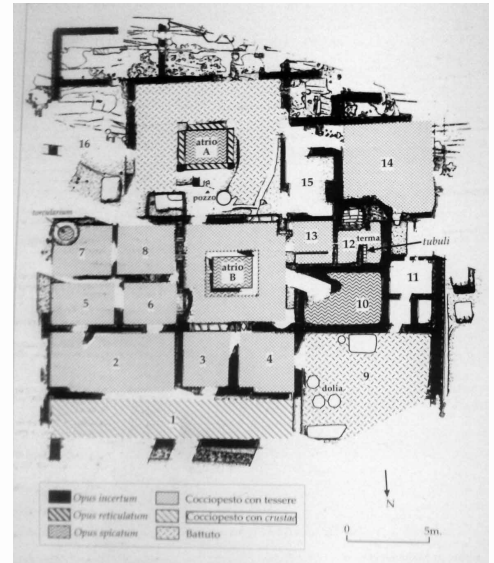 16
atrio
A
14
15
pozzo
torcularium
7
8
13
12
terma
tubuli
atrio
B
11
5
6
10
2
3
4
9
dolia
1
N
Opus incertum
Opus reticulatum
Opus spicatum
Cocciopesto con tessere
Cocciopesto con crustae
Battuto
0
5m.